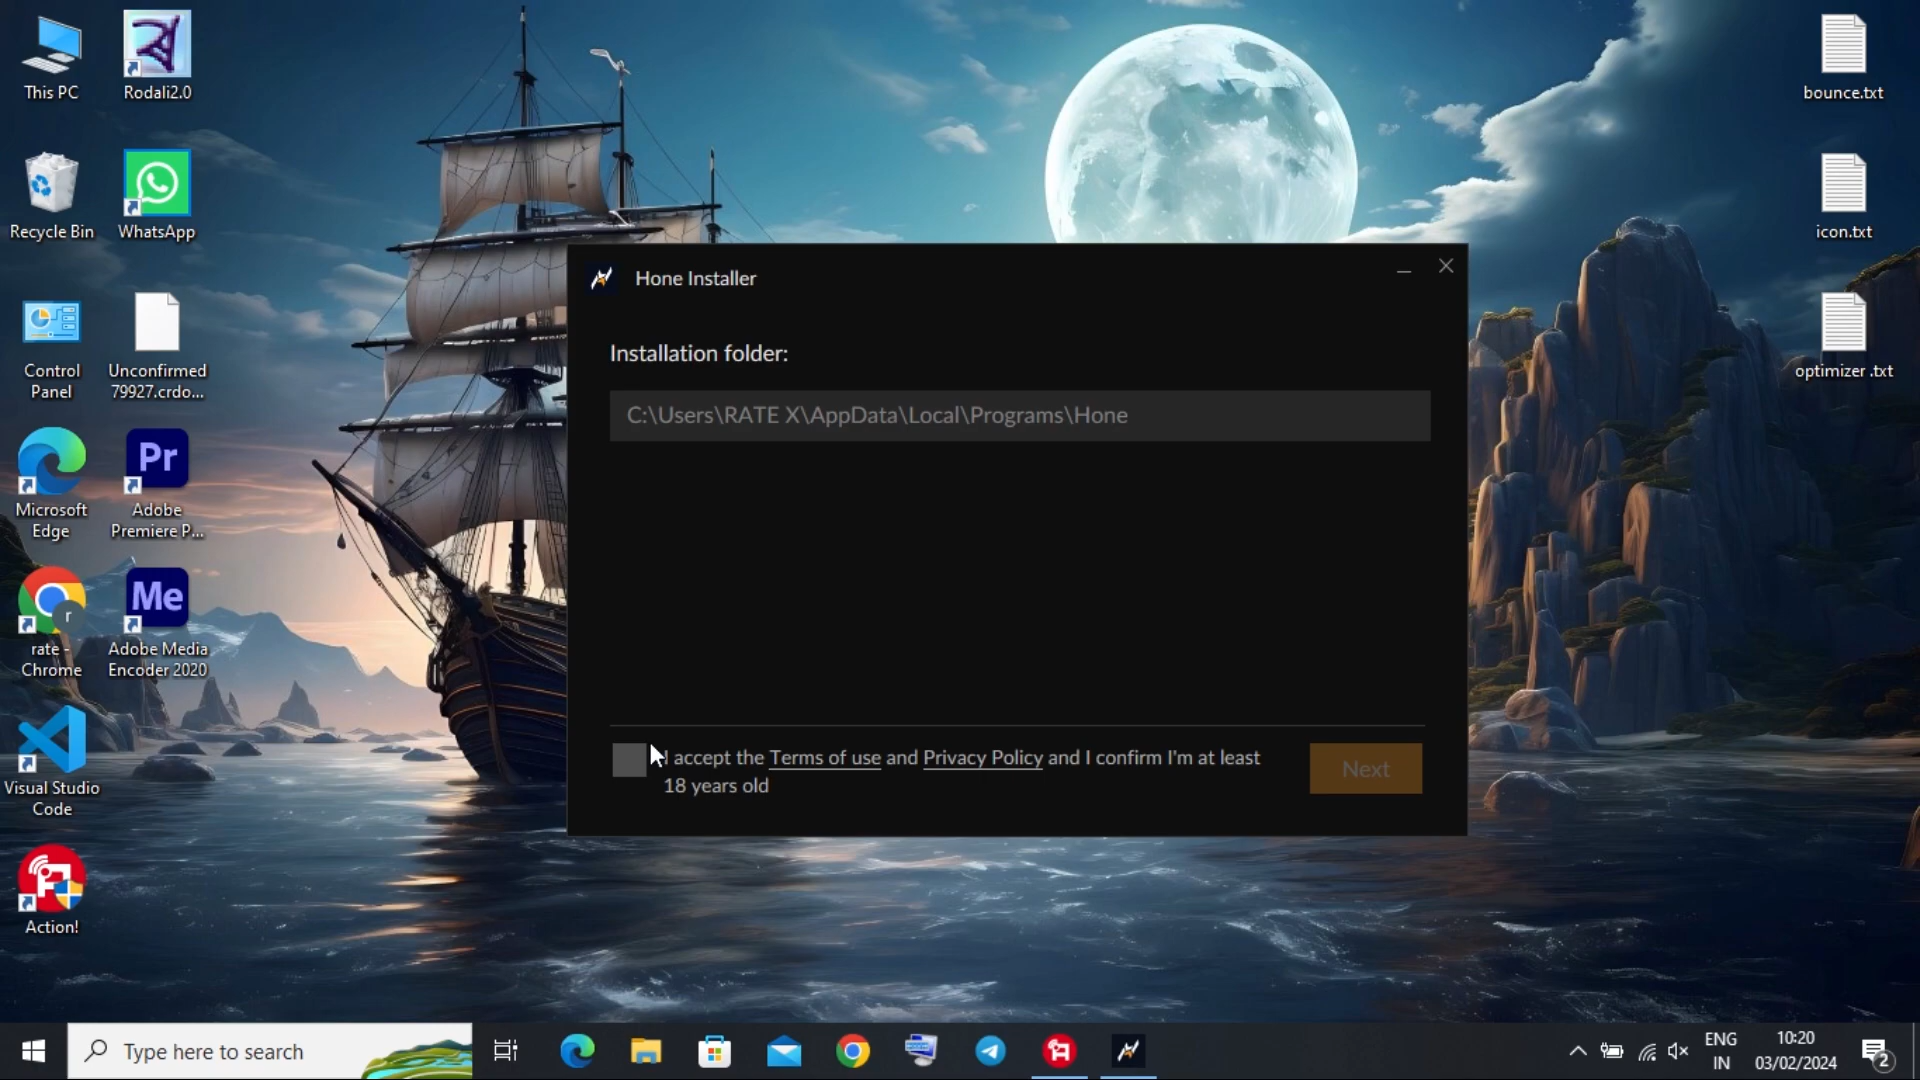 This PC
Rodali2.0
Recycle Bin
WhatsApp
Control
Panel
Unconfirmed
79927.crdo...
Microsoft
Edge
Pr
Adobe
Premiere P...
r
rate -
Chrome
Me
Adobe Media
Encoder 2020
Visual Studio
Code
Action!
bounce.txt
icon.txt
optimizer .txt
Hone Installer
Installation folder:
C:\Users\RATE X\AppData\Local\Programs\Hone
I accept the Terms of use and Privacy Policy and I confirm I'm at least
18 years old
Next
Type here to search
ENG
IN
10:20
03/02/2024
2